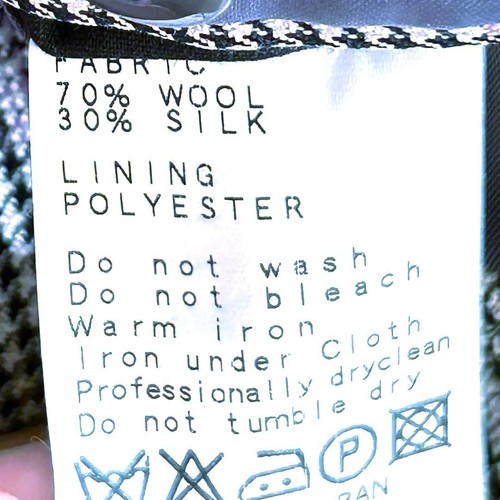 FABRIC
70% WOOL
30% SILK
LINING
POLYESTER
Do not wash
Do not bleach
Warm iron
Iron under Cloth
Professionally dryclean
Do not tumble dry
P